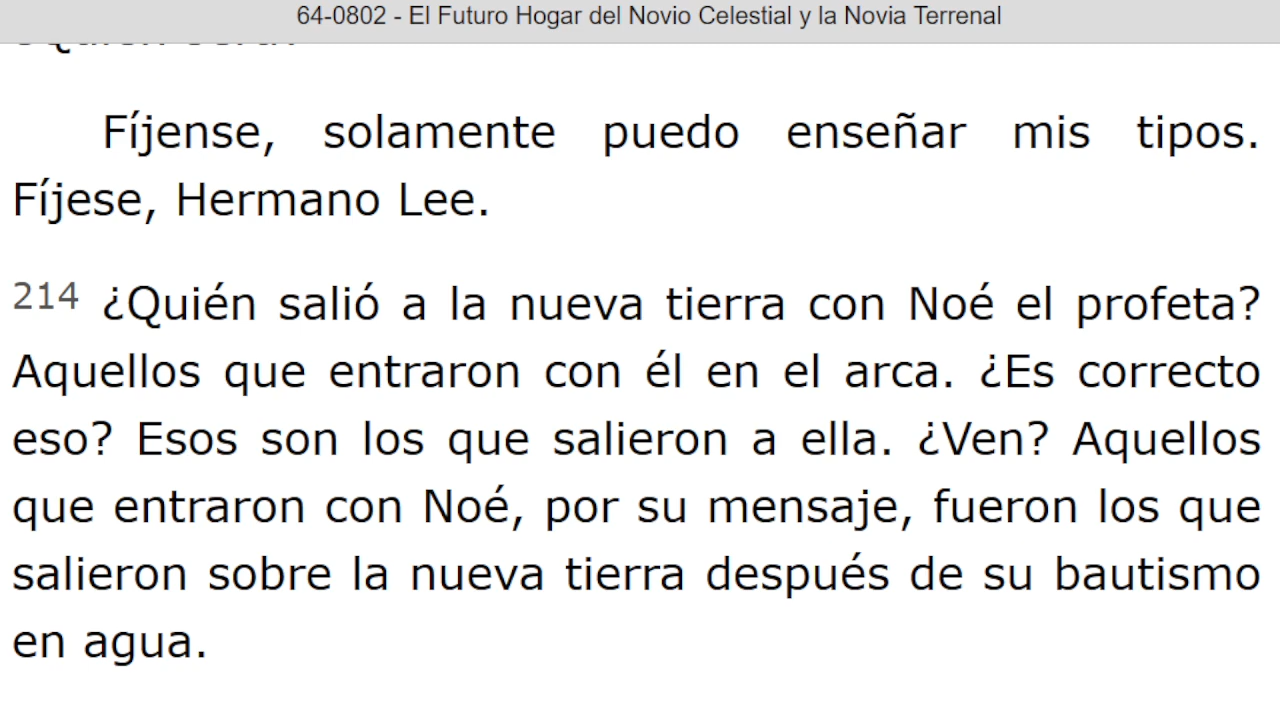 64-0802 - El Futuro Hogar del Novio Celestial y la Novia Terrenal
Fíjense, solamente puedo enseñar mis tipos.
Fíjese, Hermano Lee.
214 ¿Quién salió a la nueva tierra con Noé el profeta?
Aquellos que entraron con él en el arca. ¿Es correcto
eso? Esos son los que salieron a ella. ¿Ven? Aquellos
que entraron con Noé, por su mensaje, fueron los que
salieron sobre la nueva tierra después de su bautismo
en agua.